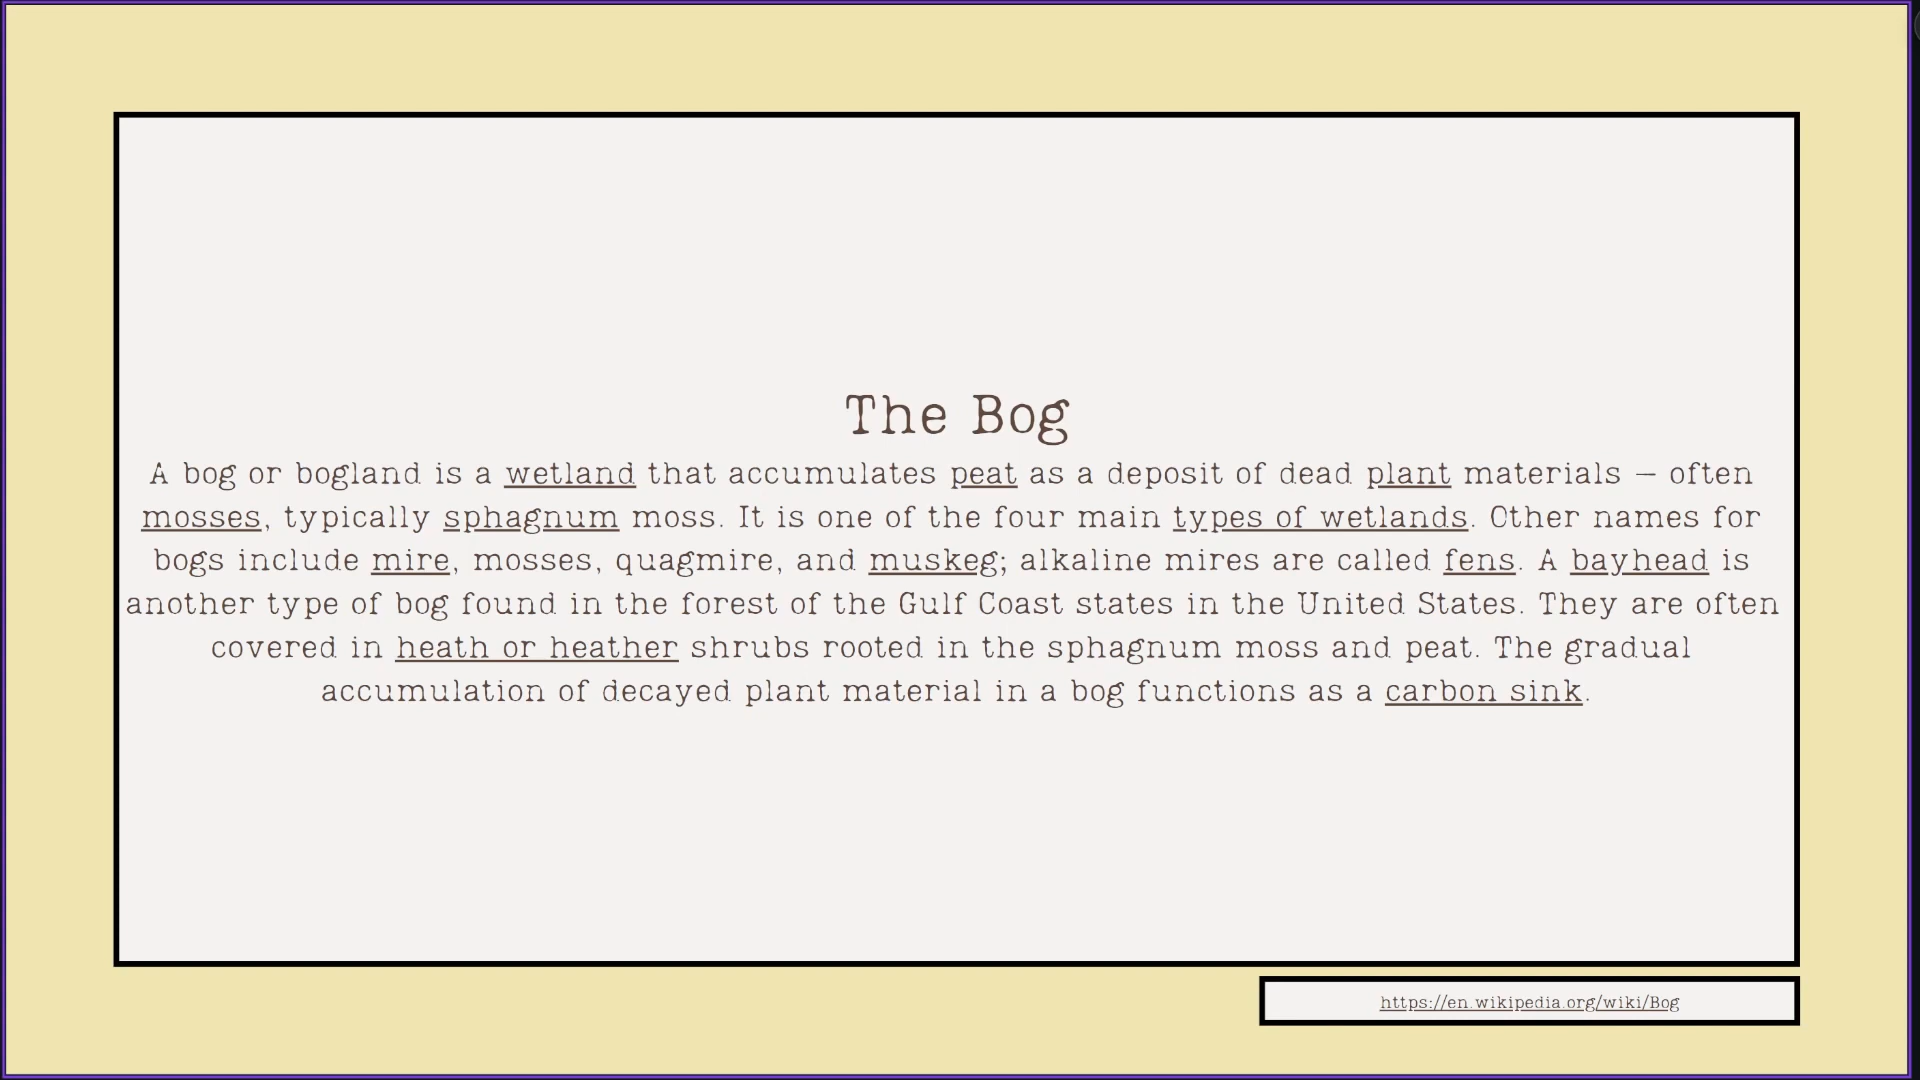 The Bog
A bog or bogland is a wetland that accumulates peat as a deposit of dead plant materials – often
mosses, typically sphagnum moss. It is one of the four main types of wetlands. Other names for
bogs include mire, mosses, quagmire, and muskeg; alkaline mires are called fens. A bayhead is
another type of bog found in the forest of the Gulf Coast states in the United States. They are often
covered in heath or heather shrubs rooted in the sphagnum moss and peat. The gradual
accumulation of decayed plant material in a bog functions as a carbon sink.
https://en.wikipedia.org/wiki/Bog